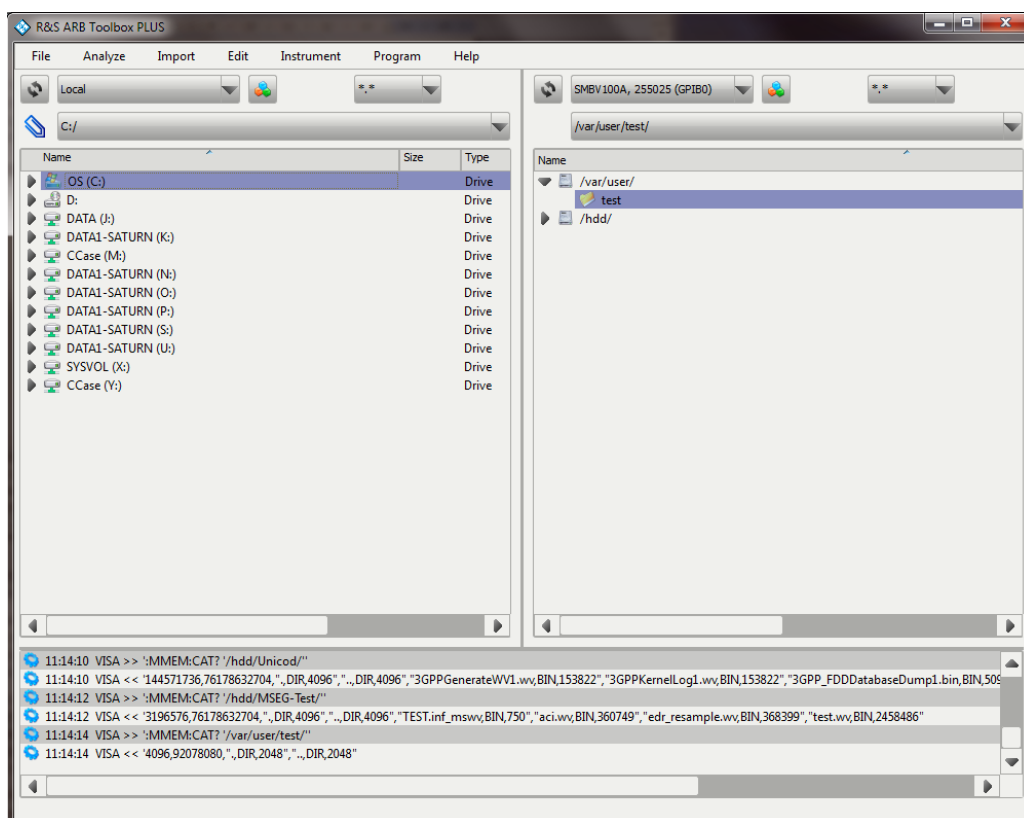 R&S ARB Toolbox PLUS
File Analyze Import Edit Instrument Program Help
Local *.* SMBV100A, 255025 (GPIB0) *.*
C:/ /var/user/test/
Name Size Type Name
OS (C:) Drive /var/user/
D: Drive test
DATA (J:) Drive /hdd/
DATA1-SATURN (K:) Drive
CCase (M:) Drive
DATA1-SATURN (N:) Drive
DATA1-SATURN (O:) Drive
DATA1-SATURN (P:) Drive
DATA1-SATURN (S:) Drive
DATA1-SATURN (U:) Drive
SYSVOL (X:) Drive
CCase (Y:) Drive
11:14:10 VISA >> ':MMEM:CAT? '/hdd/Unicod/''
11:14:10 VISA << '144571736,76178632704,".,DIR,4096","..,DIR,4096","3GPPGenerateWV1.wv,BIN,153822","3GPPKernelLog1.wv,BIN,153822","3GPP_FDDDatabaseDump1.bin,BIN,509
11:14:12 VISA >> ':MMEM:CAT? '/hdd/MSEG-Test/''
11:14:12 VISA << '3196576,76178632704,".,DIR,4096","..,DIR,4096","TEST.inf_mswv,BIN,750","aci.wv,BIN,360749","edr_resample.wv,BIN,368399","test.wv,BIN,2458486"
11:14:14 VISA >> ':MMEM:CAT? '/var/user/test/''
11:14:14 VISA << '4096,92078080,".,DIR,2048","..,DIR,2048"